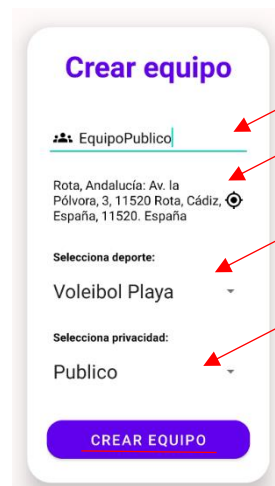 Crear equipo
EquipoPublico
Rota, Andalucía: Av. la
Pólvora, 3, 11520 Rota, Cádiz,
España, 11520. España
Selecciona deporte:
Voleibol Playa
Selecciona privacidad:
Publico
CREAR EQUIPO